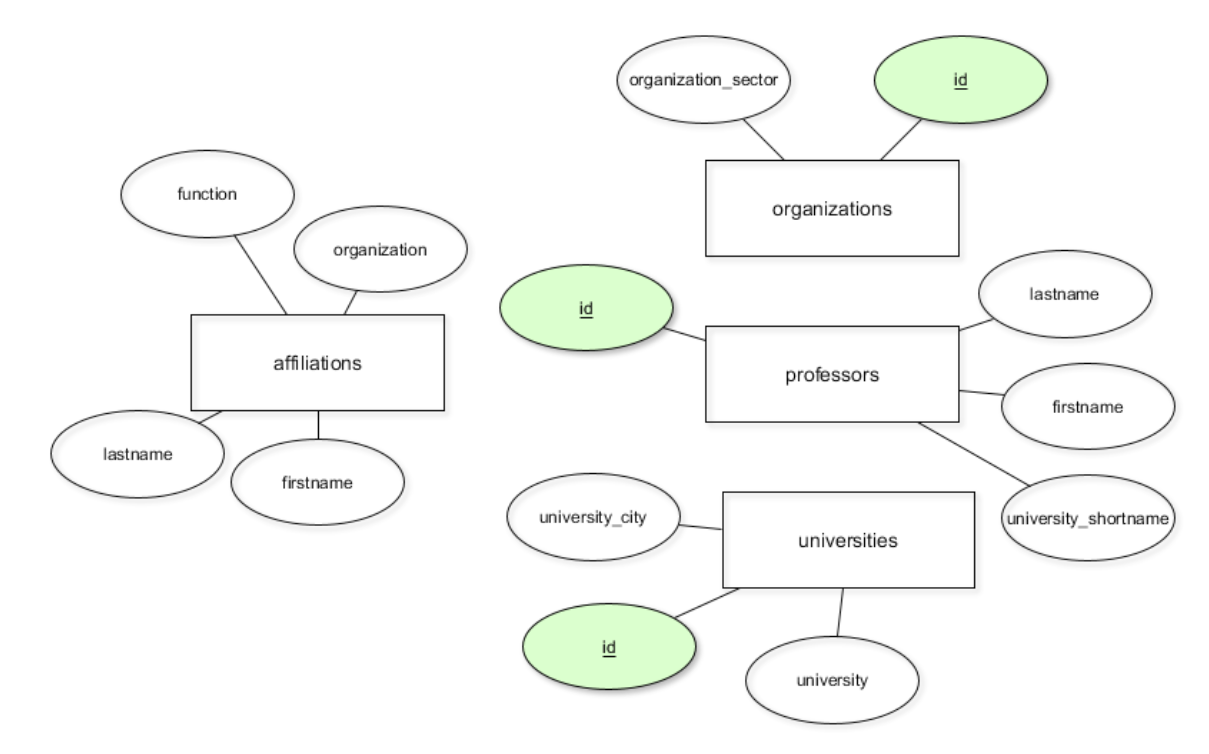 organization_sector
id
function
organization
organizations
lastname
id
affiliations
professors
firstname
lastname
firstname
university_city
universities
university_shortname
id
university